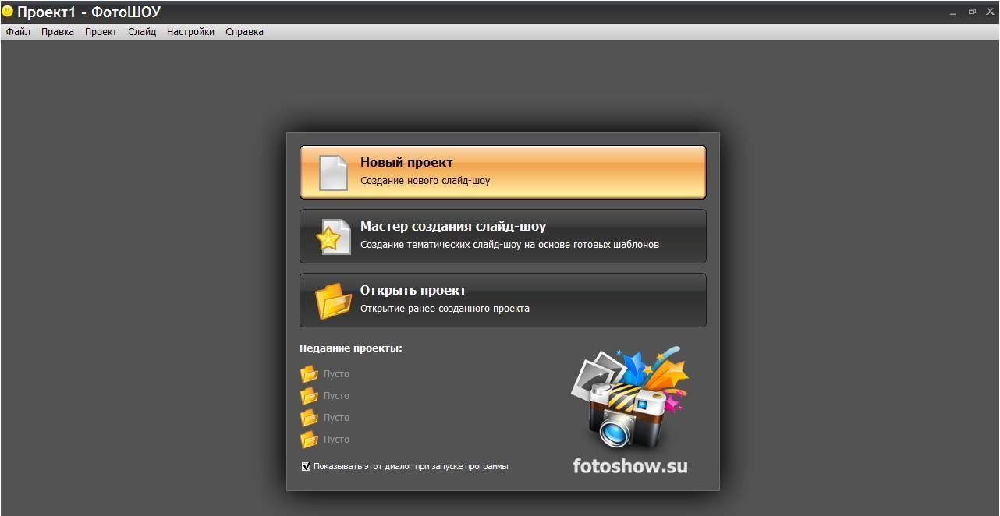 Проект1 - ФотоШОУ
Файл Правка Проект Слайд Настройки Справка
Новый проект
Создание нового слайд-шоу
Мастер создания слайд-шоу
Создание тематических слайд-шоу на основе готовых шаблонов
Открыть проект
Открытие ранее созданного проекта
Недавние проекты:
Пусто
Пусто
Пусто
Пусто
Показывать этот диалог при запуске программы
fotoshow.su